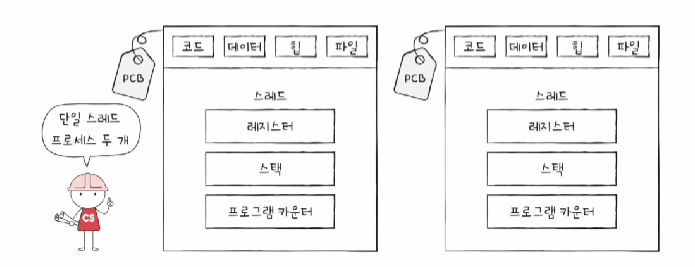 코드 데이터 힙 파일
PCB
스레드
레지스터
스택
프로그램 카운터
코드 데이터 힙 파일
PCB
스레드
레지스터
스택
프로그램 카운터
단일 스레드
프로세스 두 개
CS